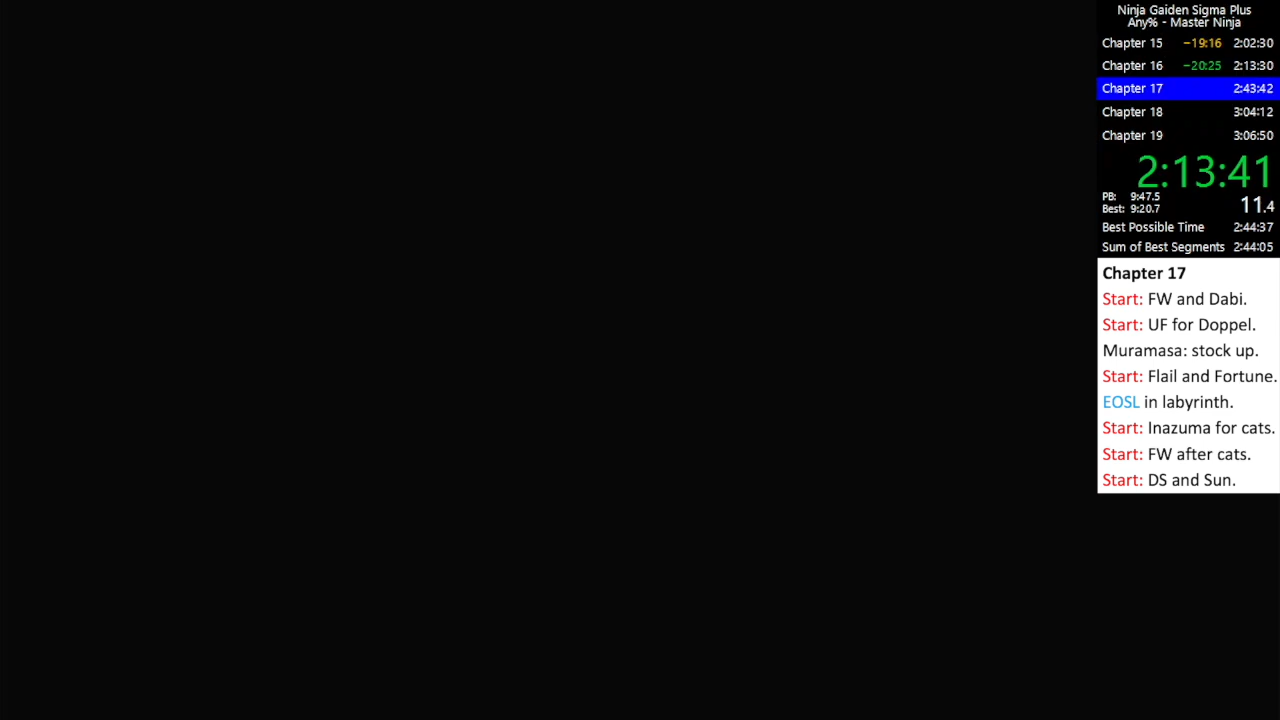 Ninja Gaiden Sigma Plus
Any% - Master Ninja
Chapter 15 −19:16 2:02:30
Chapter 16 −20:25 2:13:30
Chapter 17 2:43:42
Chapter 18 3:04:12
Chapter 19 3:06:50
2:13:41
PB: 9:47.5
Best: 9:20.7 11.4
Best Possible Time 2:44:37
Sum of Best Segments 2:44:05
Chapter 17
Start: FW and Dabi.
Start: UF for Doppel.
Muramasa: stock up.
Start: Flail and Fortune.
EOSL in labyrinth.
Start: Inazuma for cats.
Start: FW after cats.
Start: DS and Sun.